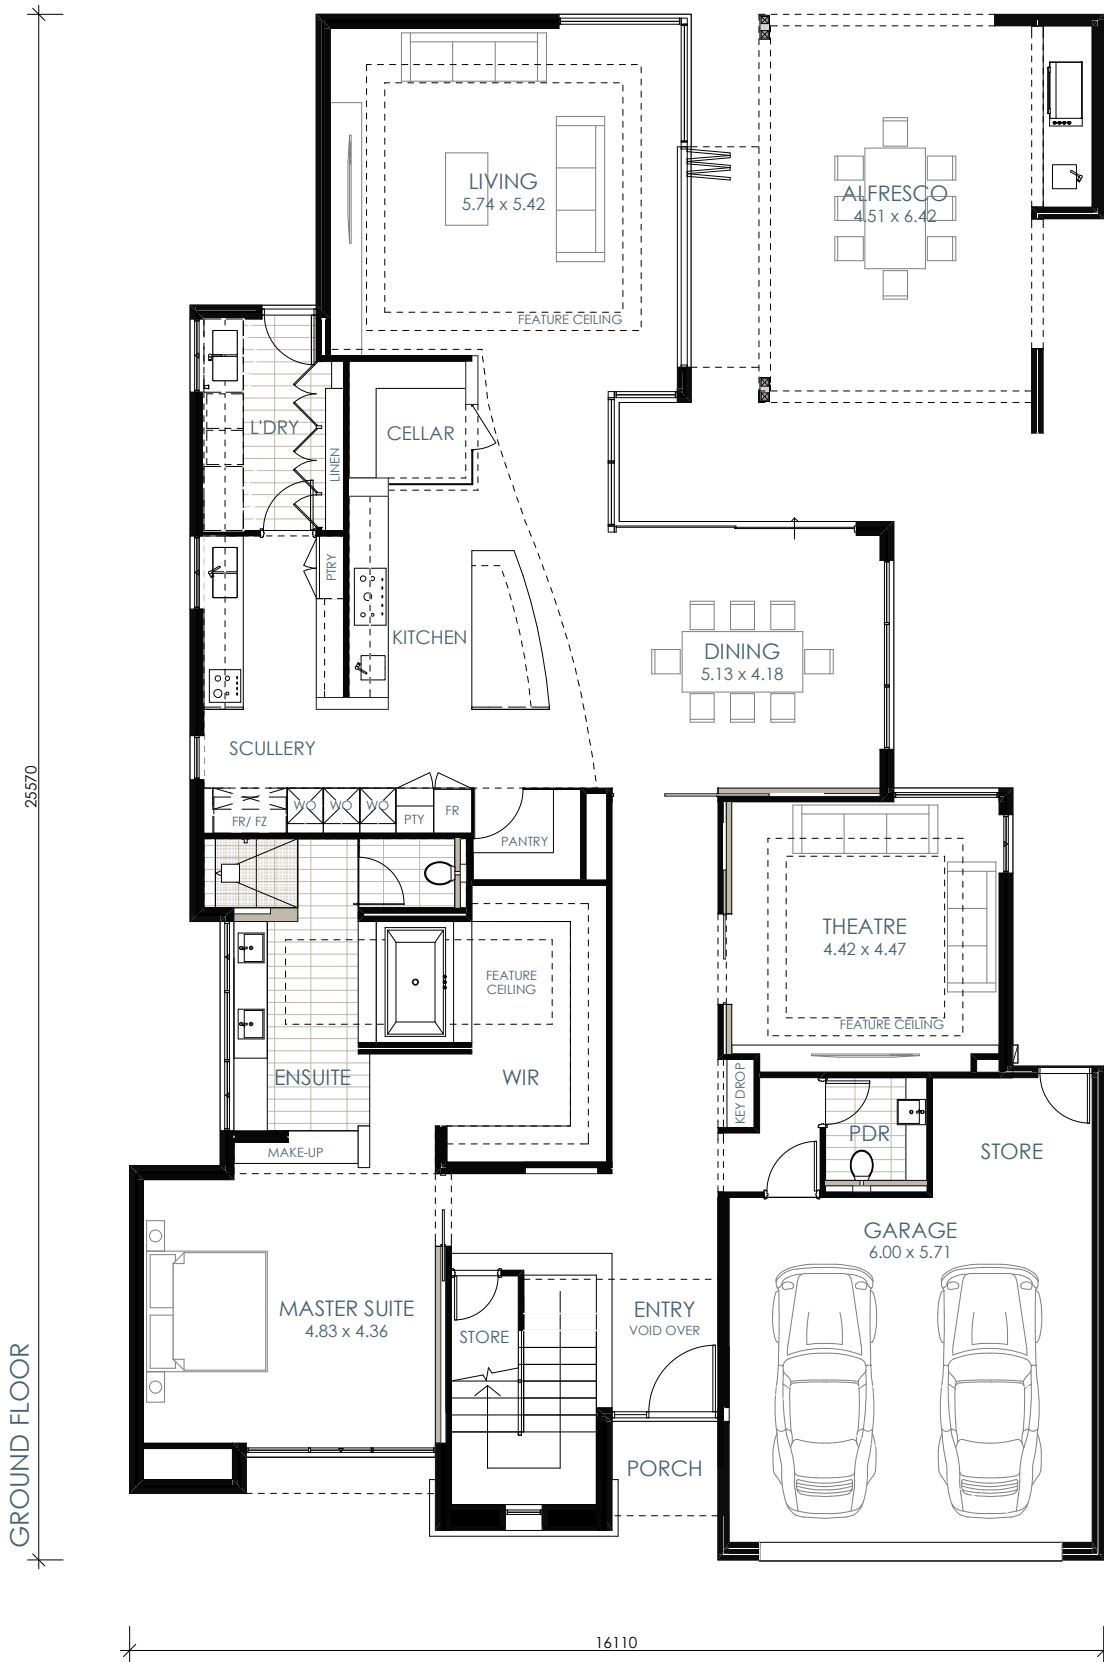 LIVING
5.74 x 5.42
FEATURE CEILING
ALFRESCO
4.51 x 6.42
L'DRY
LINEN
CELLAR
PTRY
KITCHEN
DINING
5.13 x 4.18
SCULLERY
FR/ FZ
WO
WO
WO
PTY
FR
PANTRY
THEATRE
4.42 x 4.47
FEATURE CEILING
FEATURE
CEILING
ENSUITE
WIR
KEY DROP
PDR
STORE
MAKE-UP
GARAGE
6.00 x 5.71
MASTER SUITE
4.83 x 4.36
STORE
ENTRY
VOID OVER
PORCH
GROUND FLOOR
25570
16110